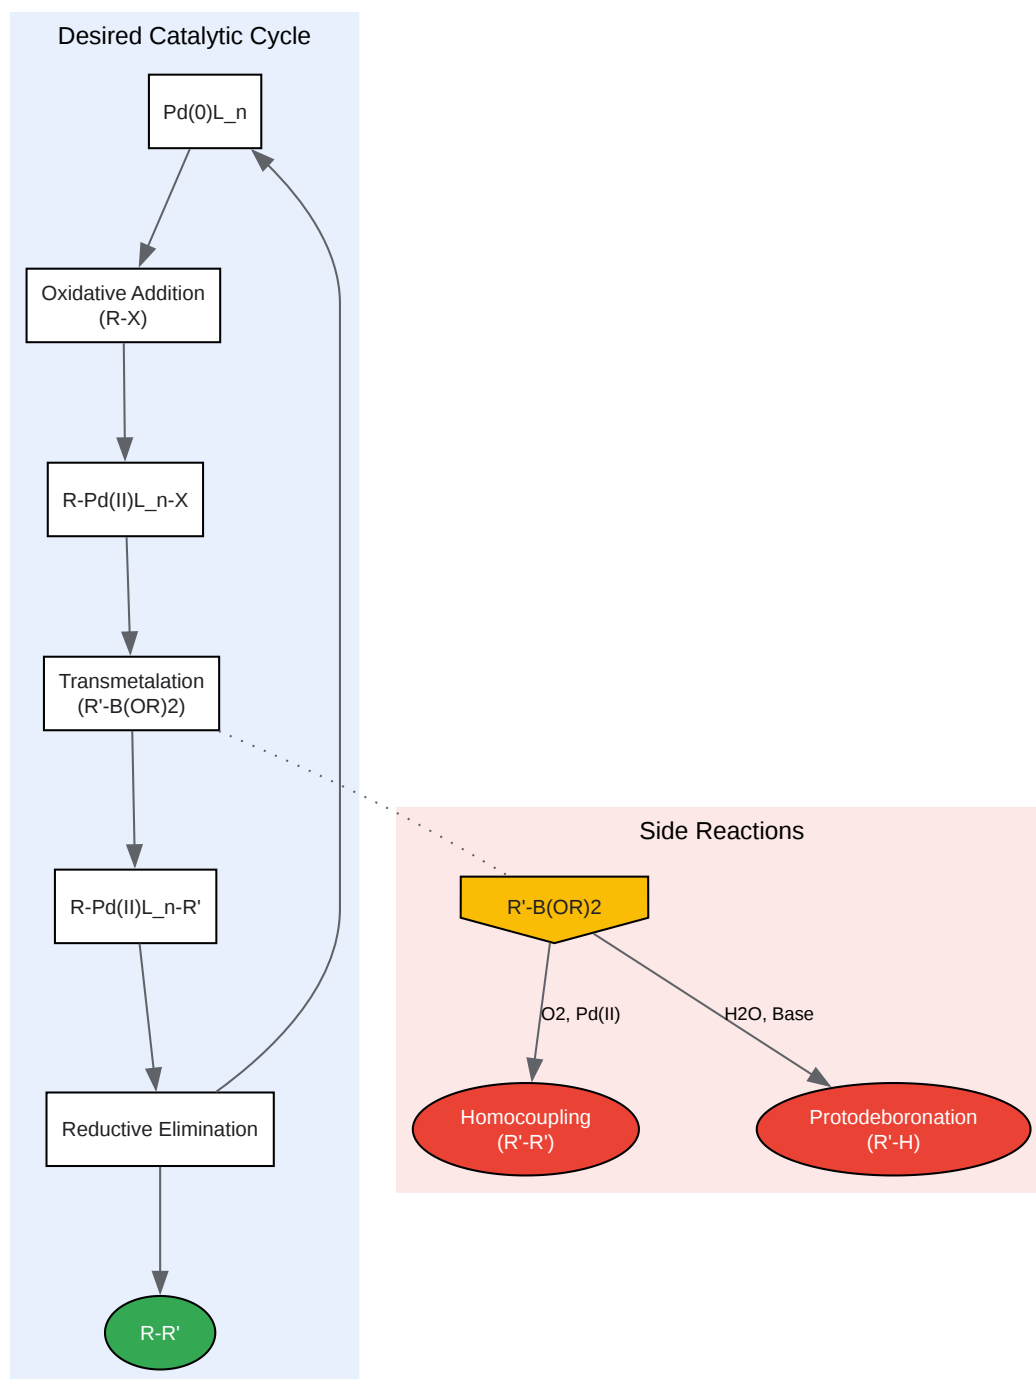 Desired Catalytic Cycle
Pd(0)L_n
Oxidative Addition
(R-X)
R-Pd(II)L_n-X
Transmetalation
(R'-B(OR)2)
R-Pd(II)L_n-R'
Reductive Elimination
R-R'
Side Reactions
R'-B(OR)2
O2, Pd(II)
H2O, Base
Homocoupling
(R'-R')
Protodeboronation
(R'-H)